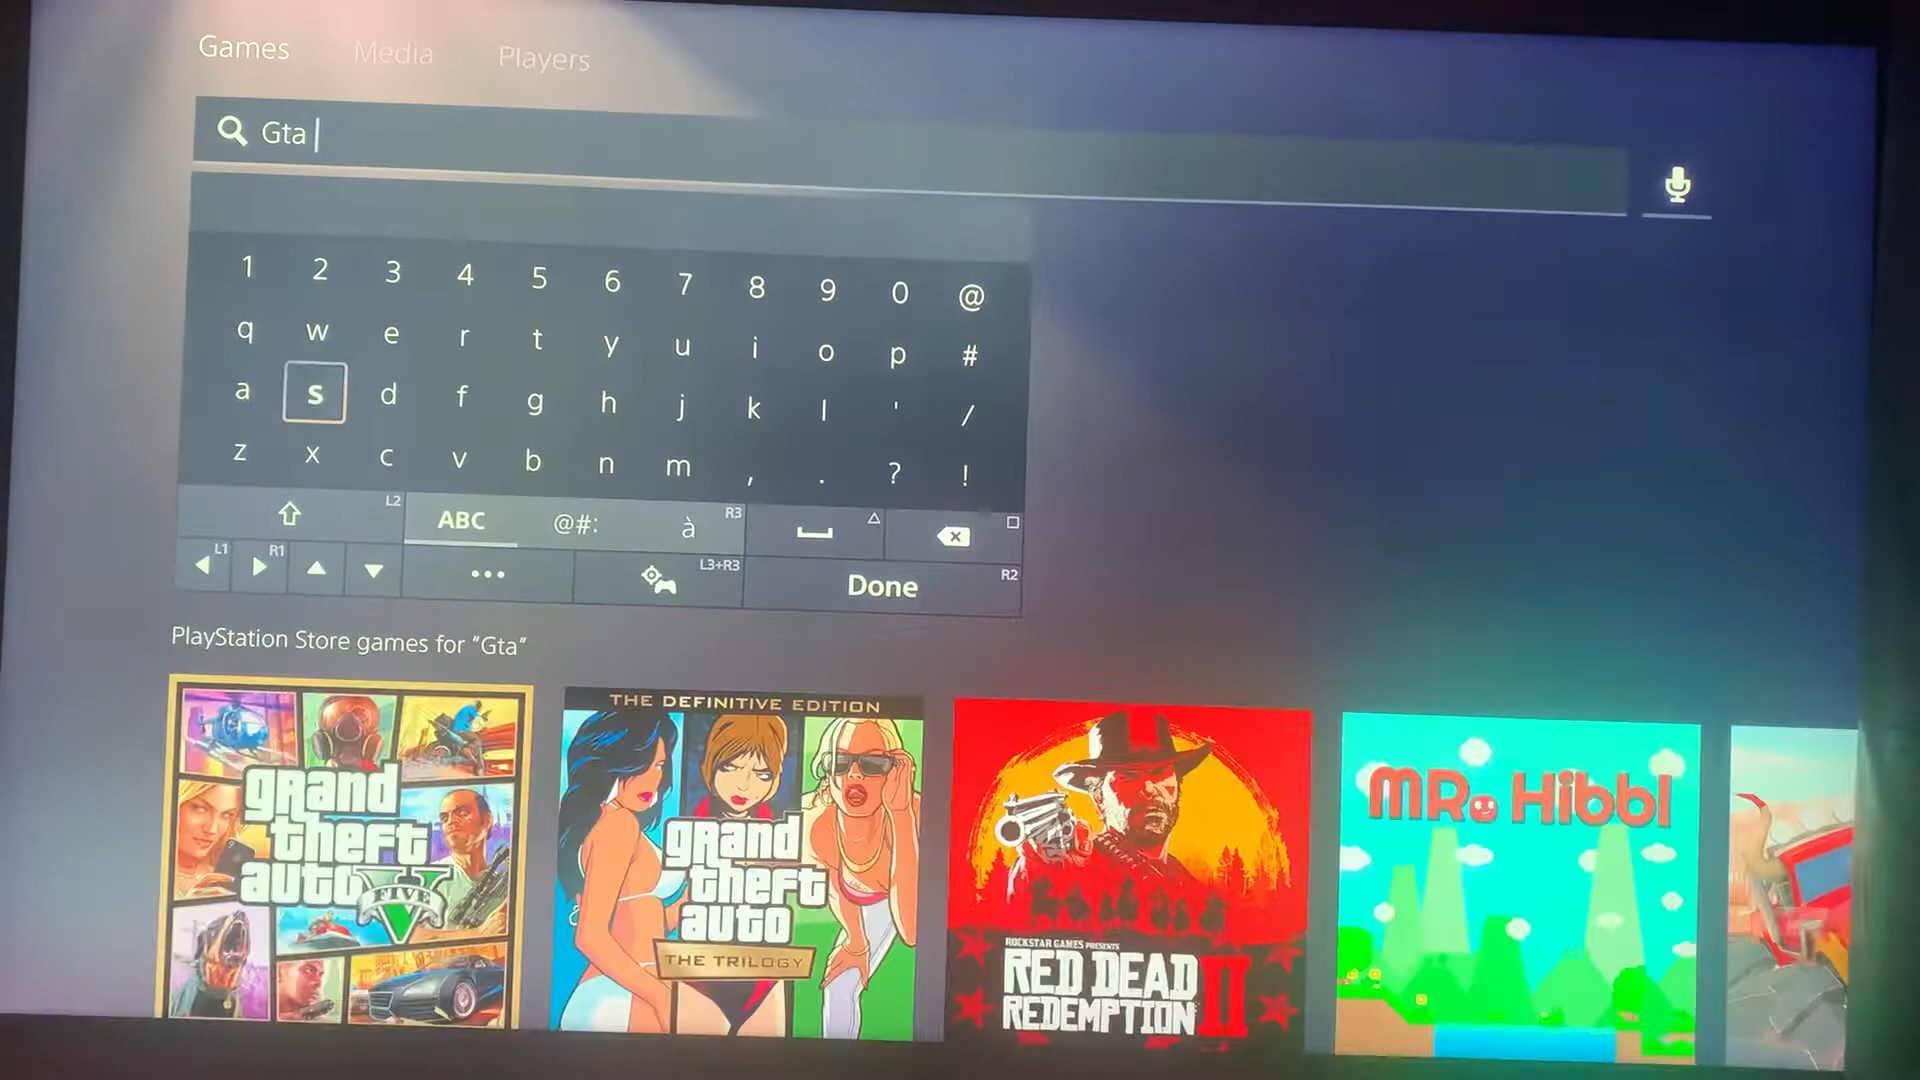 Games Media Players
Gta
1 2 3 4 5 6 7 8 9 0 @
q w e r t y u i o p #
a s d f g h j k l ' /
z x c v b n m , . ? !
L2 ABC @#: à R3
L1 R1 ... L3+R3 Done R2
PlayStation Store games for "Gta"
grand
theft
auto
V
FIVE
THE DEFINITIVE EDITION
grand
theft
auto
THE TRILOGY
ROCKSTAR GAMES PRESENTS
RED DEAD
REDEMPTION II
MR. Hibbl